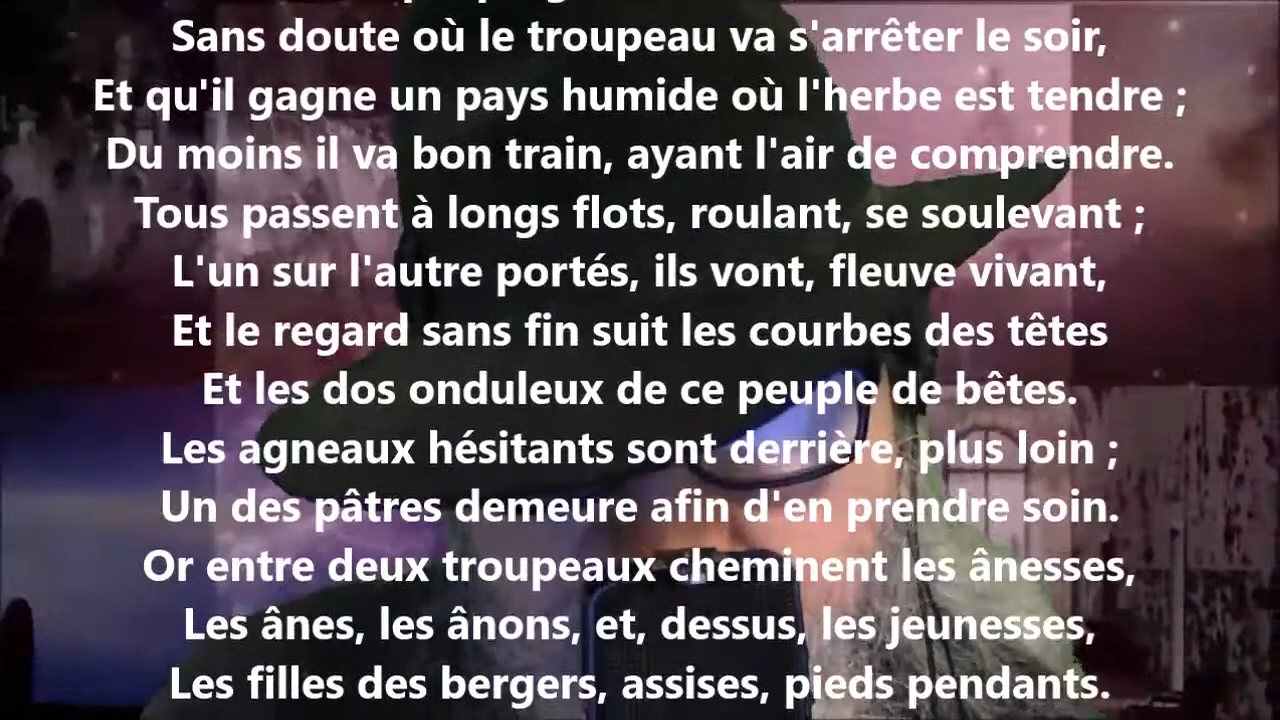 Sans doute où le troupeau va s'arrêter le soir,
Et qu'il gagne un pays humide où l'herbe est tendre ;
Du moins il va bon train, ayant l'air de comprendre.
Tous passent à longs flots, roulant, se soulevant ;
L'un sur l'autre portés, ils vont, fleuve vivant,
Et le regard sans fin suit les courbes des têtes
Et les dos onduleux de ce peuple de bêtes.
Les agneaux hésitants sont derrière, plus loin ;
Un des pâtres demeure afin d'en prendre soin.
Or entre deux troupeaux cheminent les ânesses,
Les ânes, les ânons, et, dessus, les jeunesses,
Les filles des bergers, assises, pieds pendants.